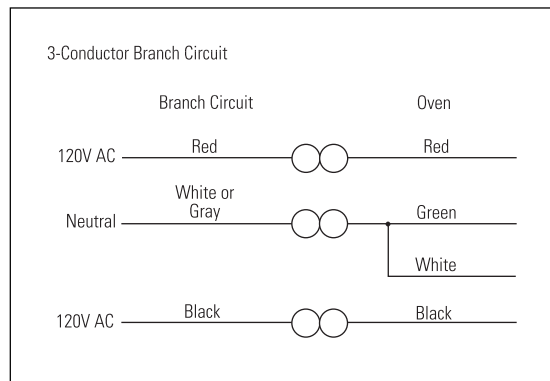 3-Conductor Branch Circuit
Branch Circuit Oven
120V AC Red Red
White or
Neutral Gray Green
White
120V AC Black Black